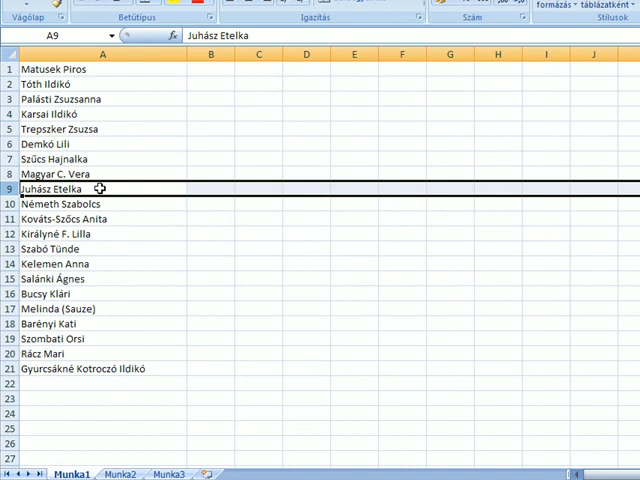 formázás ▾ táblázatként ▾
Vágólap
Betűtípus
Igazítás
Szám
Stílusok
A9
fx
Juhász Etelka
A B C D E F G H I J
1 Matusek Piros
2 Tóth Ildikó
3 Palásti Zsuzsanna
4 Karsai Ildikó
5 Trepszker Zsuzsa
6 Demkó Lili
7 Szűcs Hajnalka
8 Magyar C. Vera
9 Juhász Etelka
10 Németh Szabolcs
11 Kováts-Szőcs Anita
12 Királyné F. Lilla
13 Szabó Tünde
14 Kelemen Anna
15 Salánki Ágnes
16 Bucsy Klári
17 Melinda (Sauze)
18 Barényi Kati
19 Szombati Orsi
20 Rácz Mari
21 Gyurcsákné Kotroczó Ildikó
22
23
24
25
26
27
Munka1 Munka2 Munka3